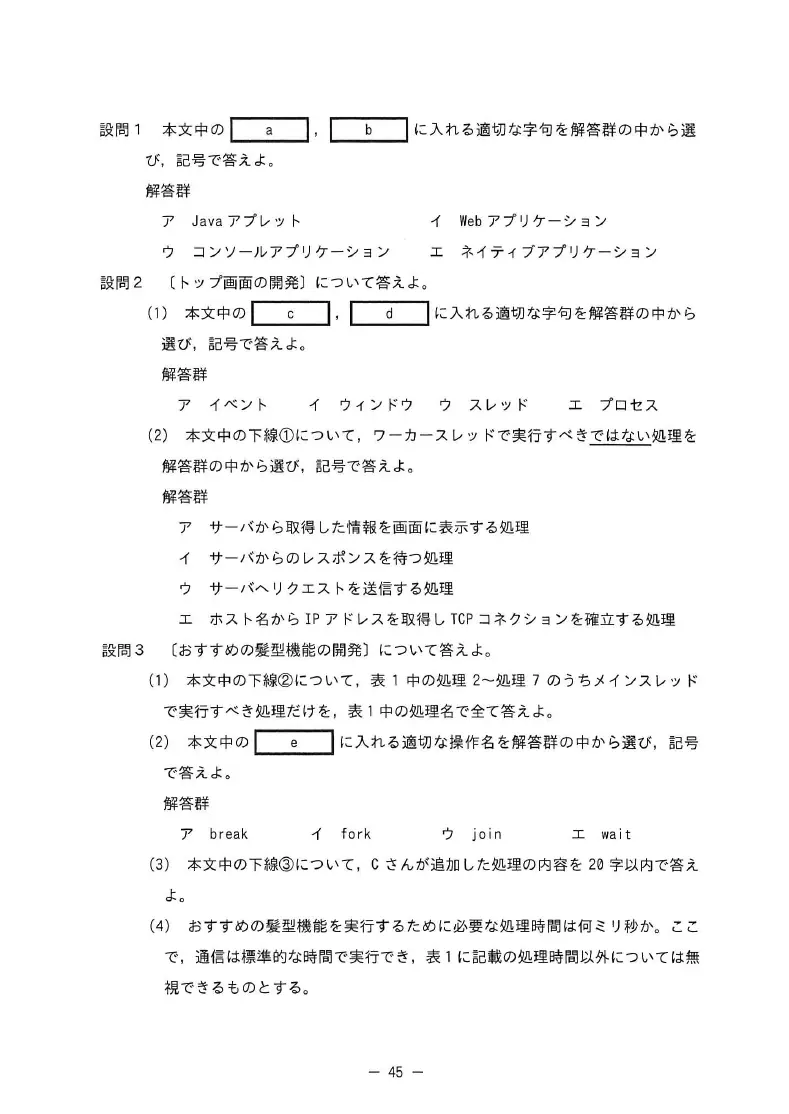 設問1 本文中の a , b に入れる適切な字句を解答群の中から選
び,記号で答えよ。
解答群
ア Java アプレット イ Web アプリケーション
ウ コンソールアプリケーション エ ネイティブアプリケーション
設問2 〔トップ画面の開発〕について答えよ。
(1) 本文中の c , d に入れる適切な字句を解答群の中から
選び,記号で答えよ。
解答群
ア イベント イ ウィンドウ ウ スレッド エ プロセス
(2) 本文中の下線①について,ワーカースレッドで実行すべきではない処理を
解答群の中から選び,記号で答えよ。
解答群
ア サーバから取得した情報を画面に表示する処理
イ サーバからのレスポンスを待つ処理
ウ サーバへリクエストを送信する処理
エ ホスト名から IP アドレスを取得し TCP コネクションを確立する処理
設問3 〔おすすめの髪型機能の開発〕について答えよ。
(1) 本文中の下線②について,表 1 中の処理 2〜処理 7 のうちメインスレッド
で実行すべき処理だけを,表 1 中の処理名で全て答えよ。
(2) 本文中の e に入れる適切な操作名を解答群の中から選び,記号
で答えよ。
解答群
ア break イ fork ウ join エ wait
(3) 本文中の下線③について,C さんが追加した処理の内容を 20 字以内で答え
よ。
(4) おすすめの髪型機能を実行するために必要な処理時間は何ミリ秒か。ここ
で,通信は標準的な時間で実行でき,表 1 に記載の処理時間以外については無
視できるものとする。
— 45 —